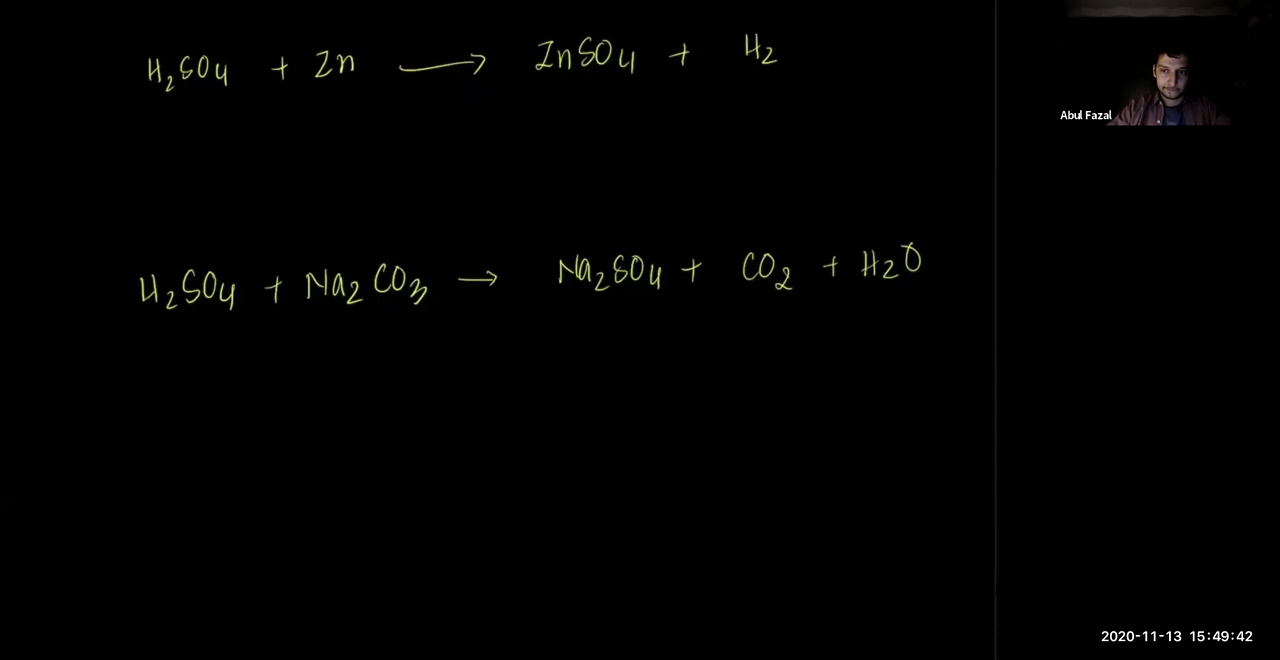 H₂SO₄ + Zn ⟶ ZnSO₄ + H₂
Abul Fazal
H₂SO₄ + Na₂CO₃ → Na₂SO₄ + CO₂ + H₂O
2020-11-13 15:49:42